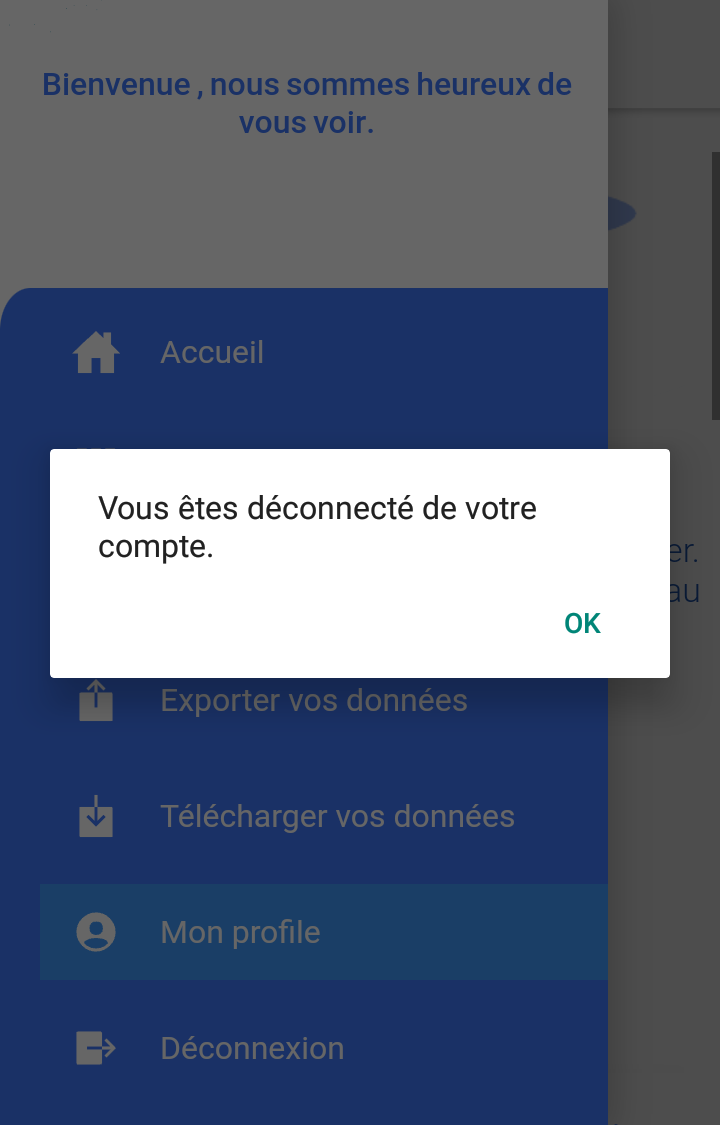 Bienvenue , nous sommes heureux de
vous voir.
Accueil
Vous êtes déconnecté de votre
compte.
er.
au
OK
Exporter vos données
Télécharger vos données
Mon profile
Déconnexion